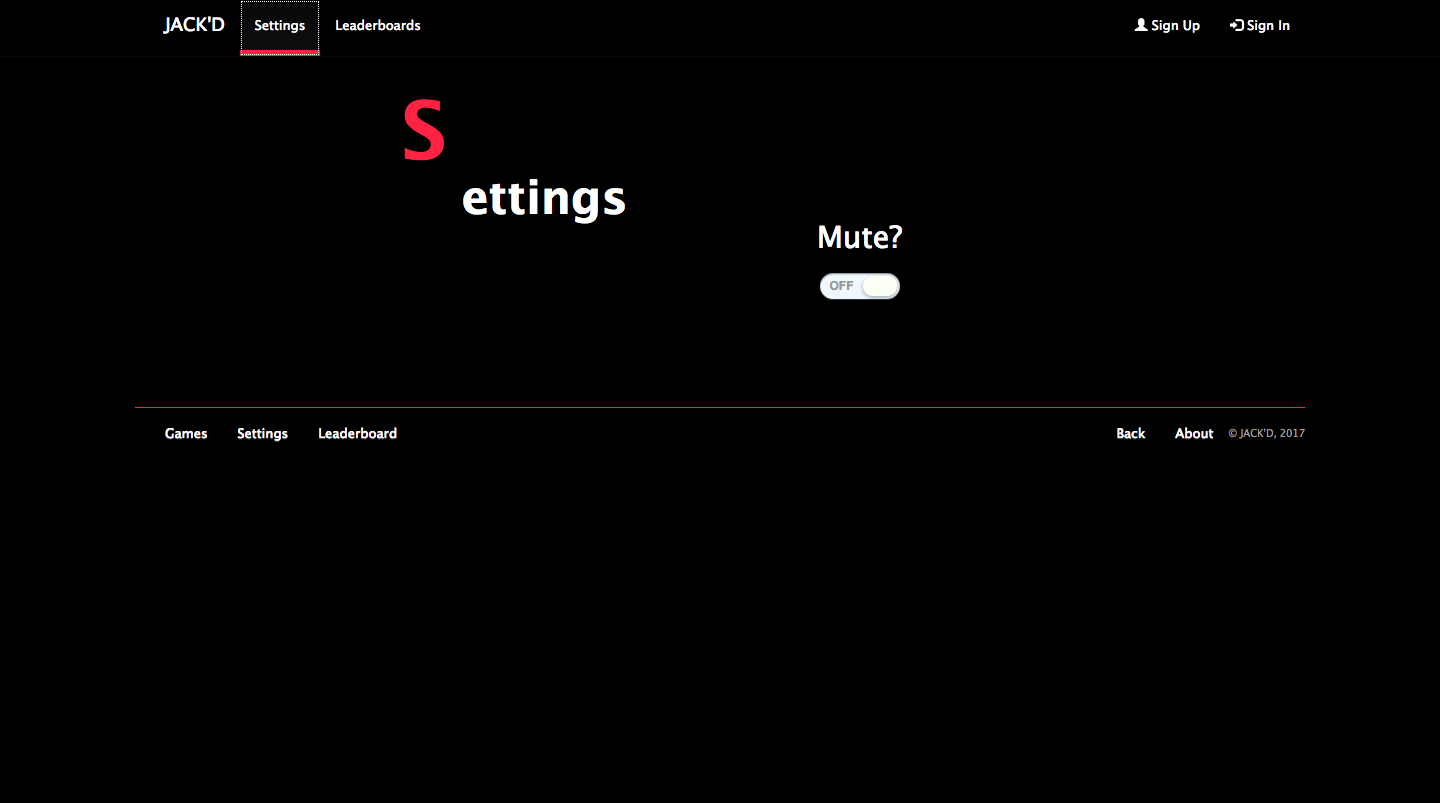 JACK'D Settings Leaderboards Sign Up Sign In
S
ettings
Mute?
OFF
Games Settings Leaderboard Back About © JACK'D, 2017